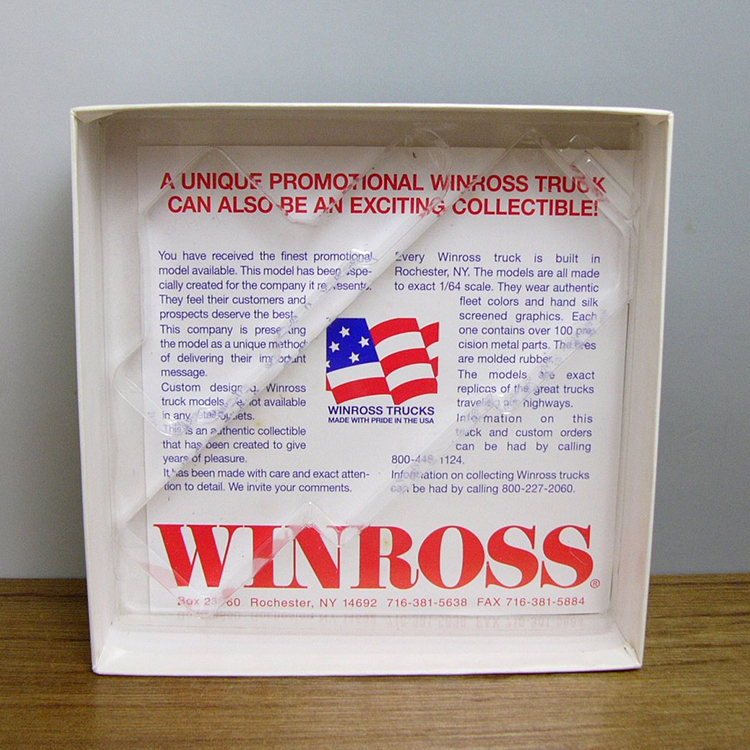 A UNIQUE PROMOTIONAL WINROSS TRUCK
CAN ALSO BE AN EXCITING COLLECTIBLE!
You have received the finest promotional
model available. This model has been espe-
cially created for the company it represents.
They feel their customers and
prospects deserve the best.
This company is presenting
the model as a unique method
of delivering their important
message.
Custom designed Winross
truck models are not available
in any retail outlets.
This is an authentic collectible
that has been created to give
years of pleasure.
It has been made with care and exact atten-
tion to detail. We invite your comments.
Every Winross truck is built in
Rochester, NY. The models are all made
to exact 1/64 scale. They wear authentic
fleet colors and hand silk
screened graphics. Each
one contains over 100 pre-
cision metal parts. The tires
are molded rubber.
The models are exact
replicas of the great trucks
traveling our highways.
Information on this
truck and custom orders
can be had by calling
800-448-1124.
Information on collecting Winross trucks
can be had by calling 800-227-2060.
WINROSS TRUCKS
MADE WITH PRIDE IN THE USA
WINROSS®
Box Rochester, NY 14692 716-381-5638 FAX 716-381-5884